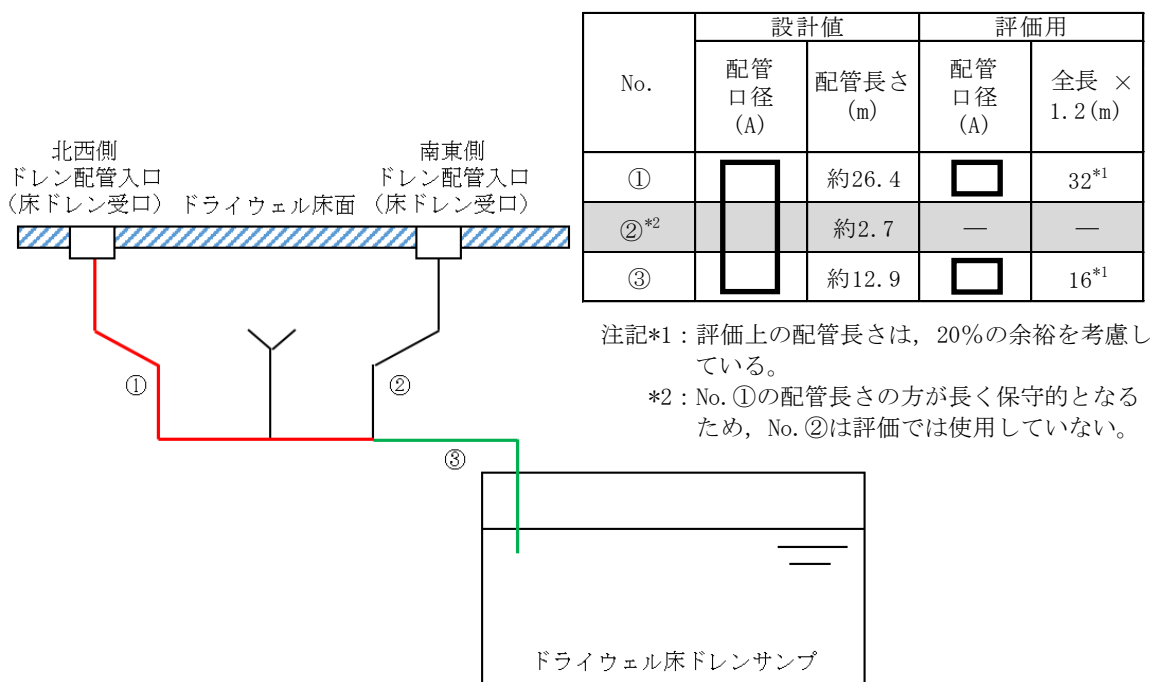 設計値 評価用
No. 配管口径(A) 配管長さ(m) 配管口径(A) 全長 × 1.2(m)
① 約26.4 32*1
②*2 約2.7 — —
③ 約12.9 16*1
注記*1：評価上の配管長さは，20％の余裕を考慮し
ている。
*2：No.①の配管長さの方が長く保守的となる
ため，No.②は評価では使用していない。
北西側
ドレン配管入口
（床ドレン受口）
ドライウェル床面
南東側
ドレン配管入口
（床ドレン受口）
①
②
③
ドライウェル床ドレンサンプ